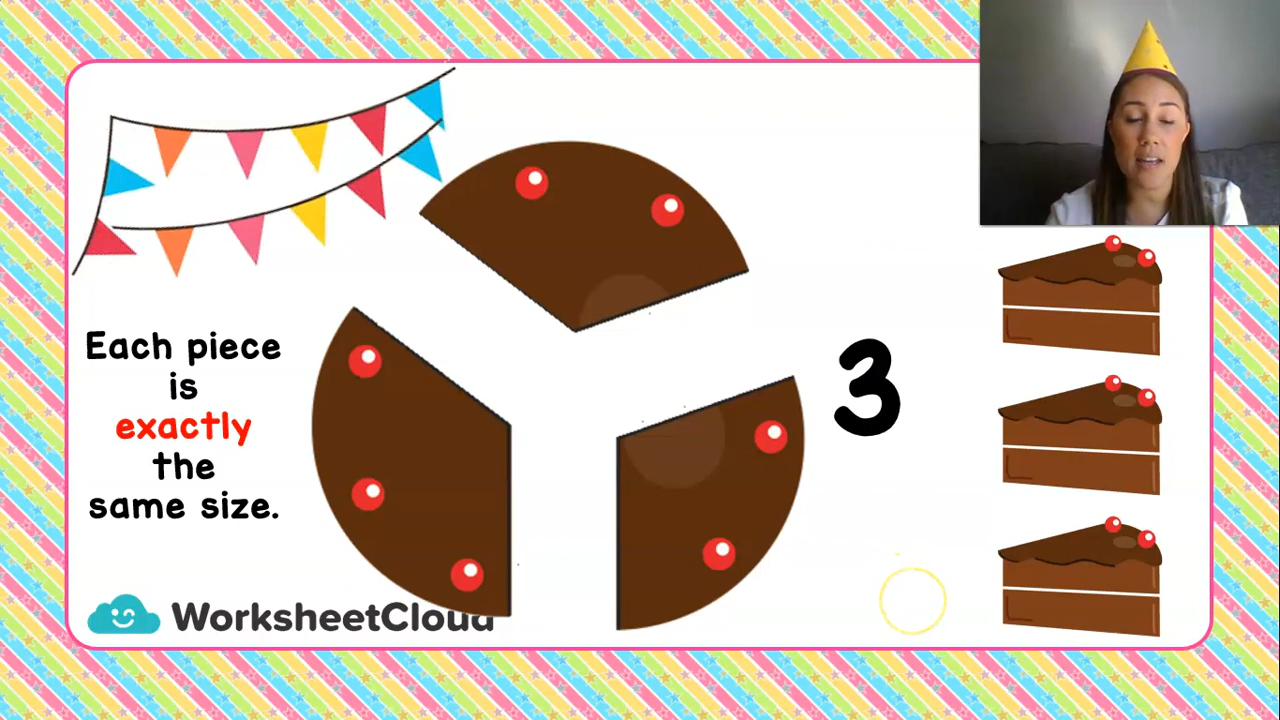 Each piece
is
exactly
the
same size.
3
WorksheetCloud